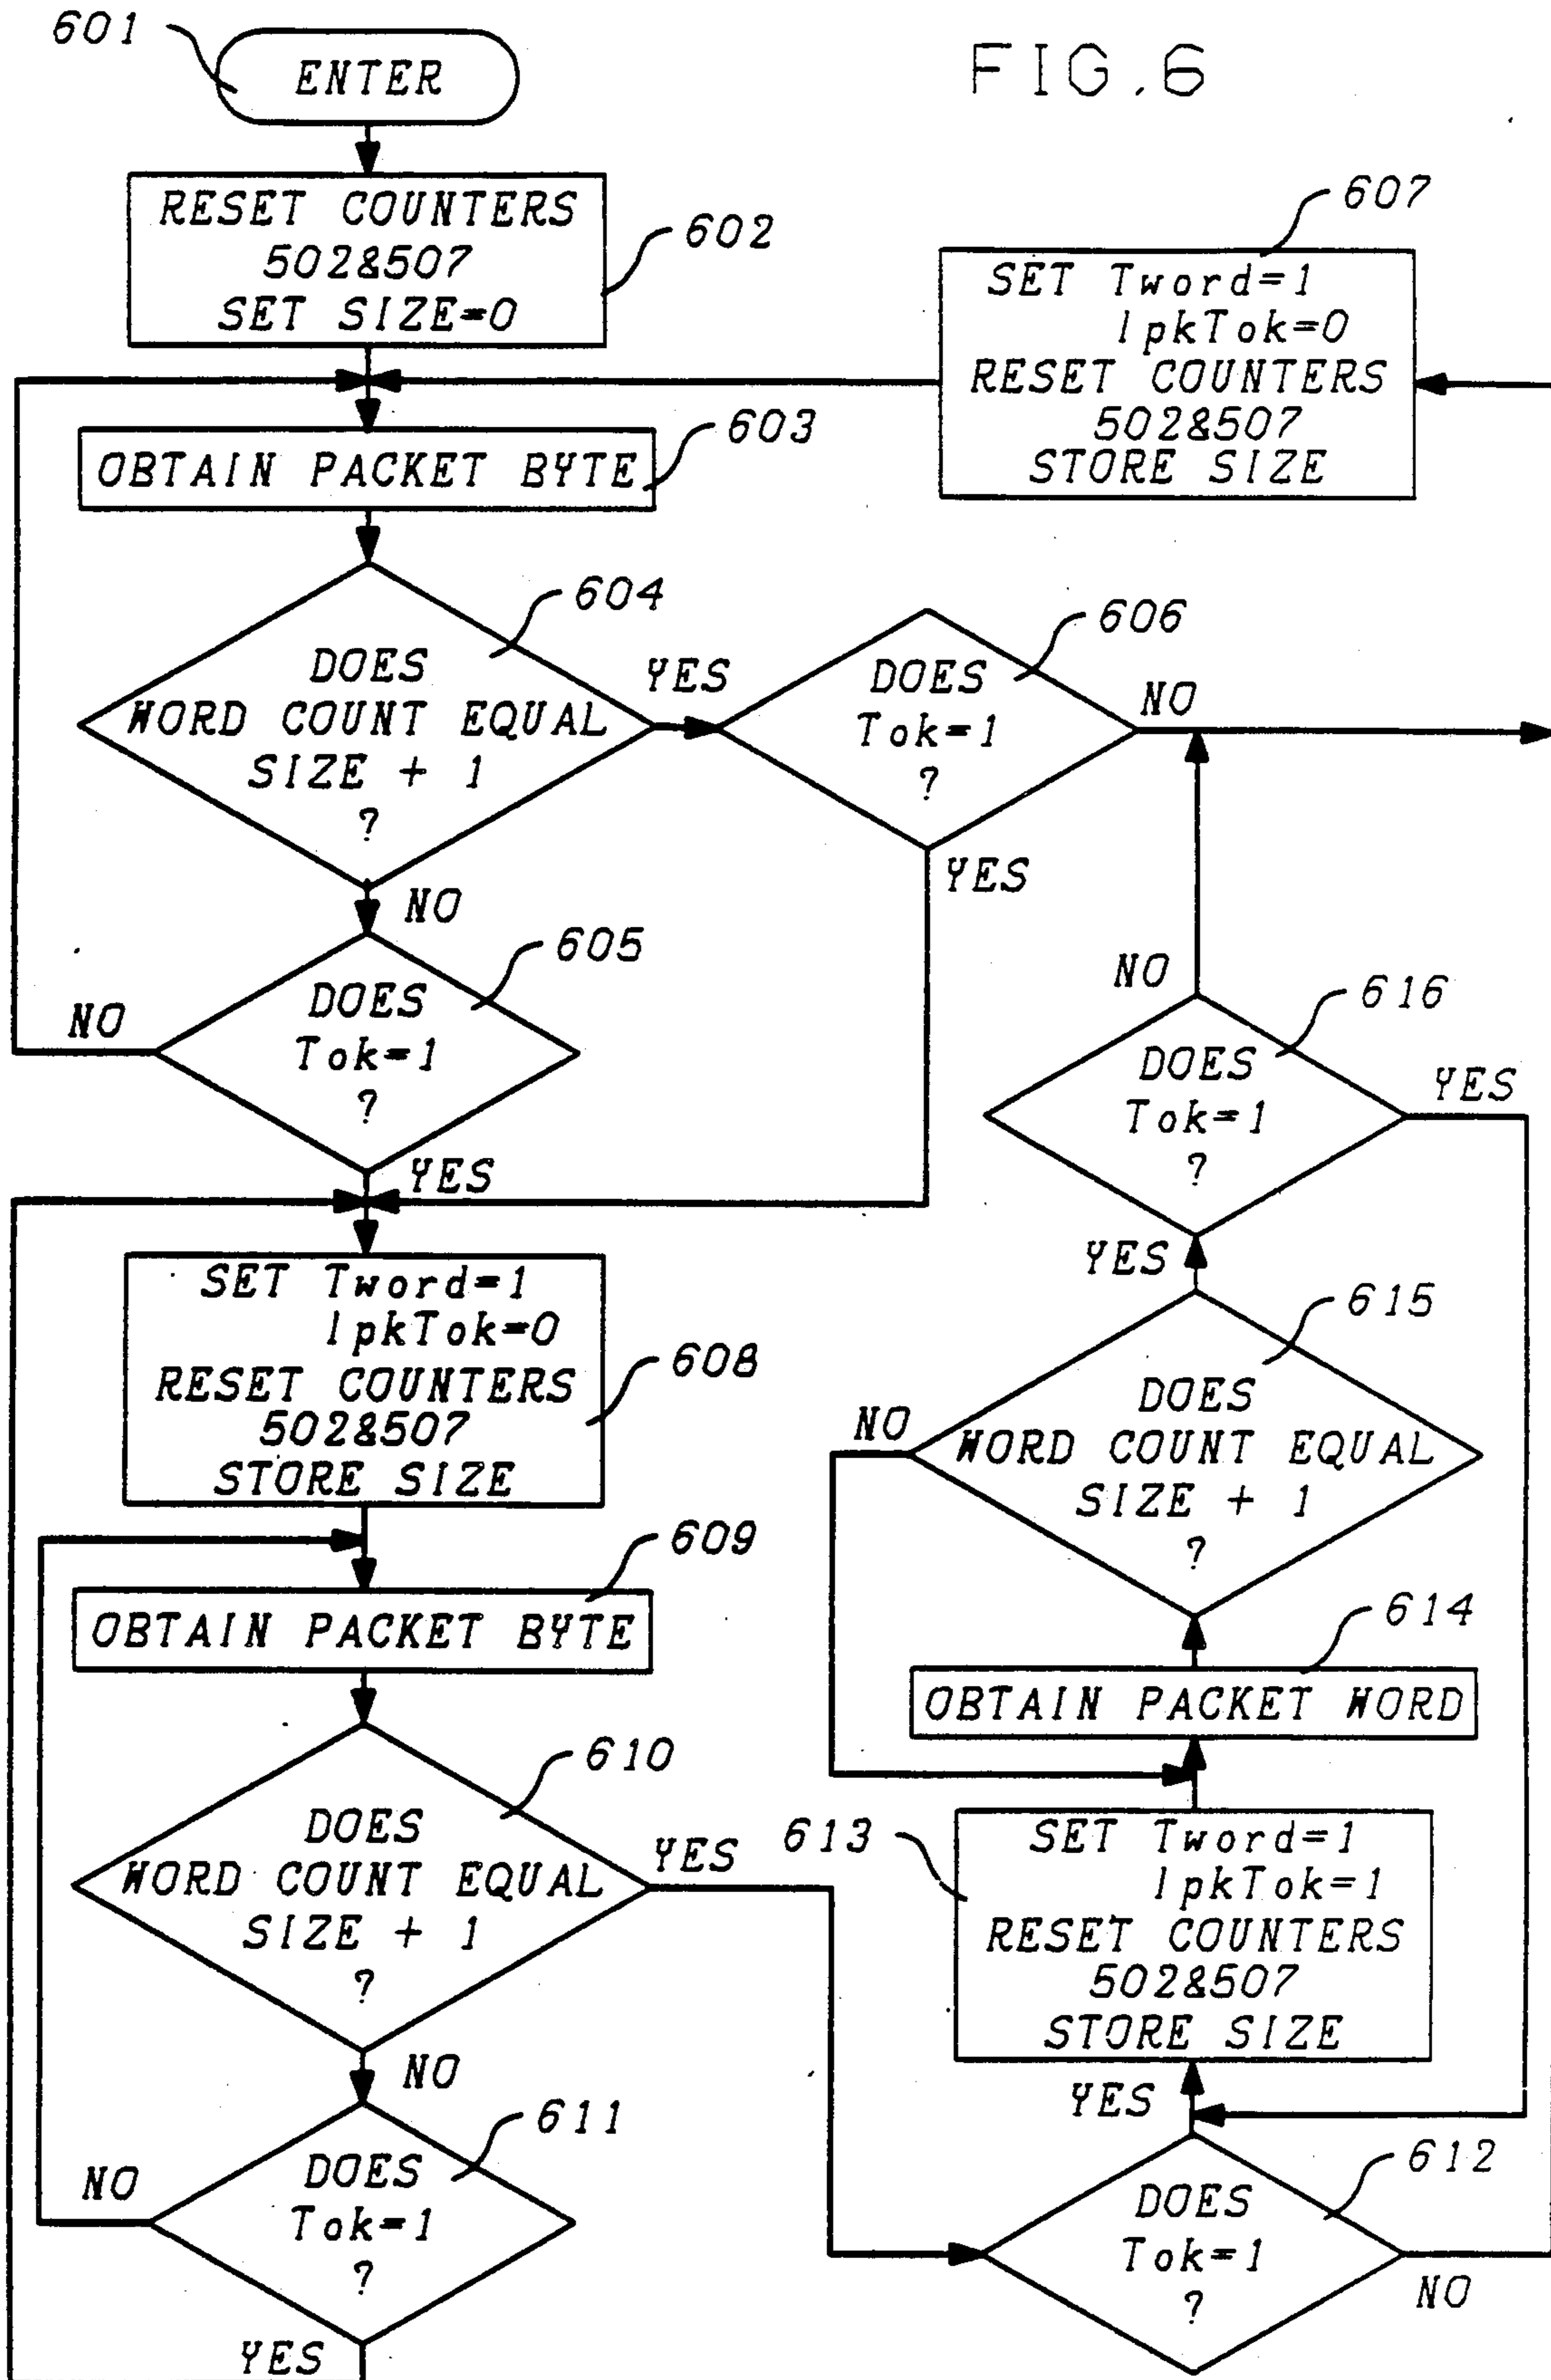 FIG.6
601
ENTER
RESET COUNTERS
502&507
SET SIZE=0
602
607
SET Tword=1
lpkTok=0
RESET COUNTERS
502&507
STORE SIZE
OBTAIN PACKET BYTE
603
604
DOES
WORD COUNT EQUAL
SIZE + 1
?
YES
NO
606
DOES
Tok=1
?
NO
YES
605
DOES
Tok=1
?
NO
YES
616
DOES
Tok=1
?
NO
YES
SET Tword=1
lpkTok=0
RESET COUNTERS
502&507
STORE SIZE
608
YES
615
DOES
WORD COUNT EQUAL
SIZE + 1
?
NO
609
OBTAIN PACKET BYTE
614
OBTAIN PACKET WORD
610
DOES
WORD COUNT EQUAL
SIZE + 1
?
YES
NO
613
SET Tword=1
lpkTok=1
RESET COUNTERS
502&507
STORE SIZE
YES
611
DOES
Tok=1
?
NO
YES
612
DOES
Tok=1
?
NO